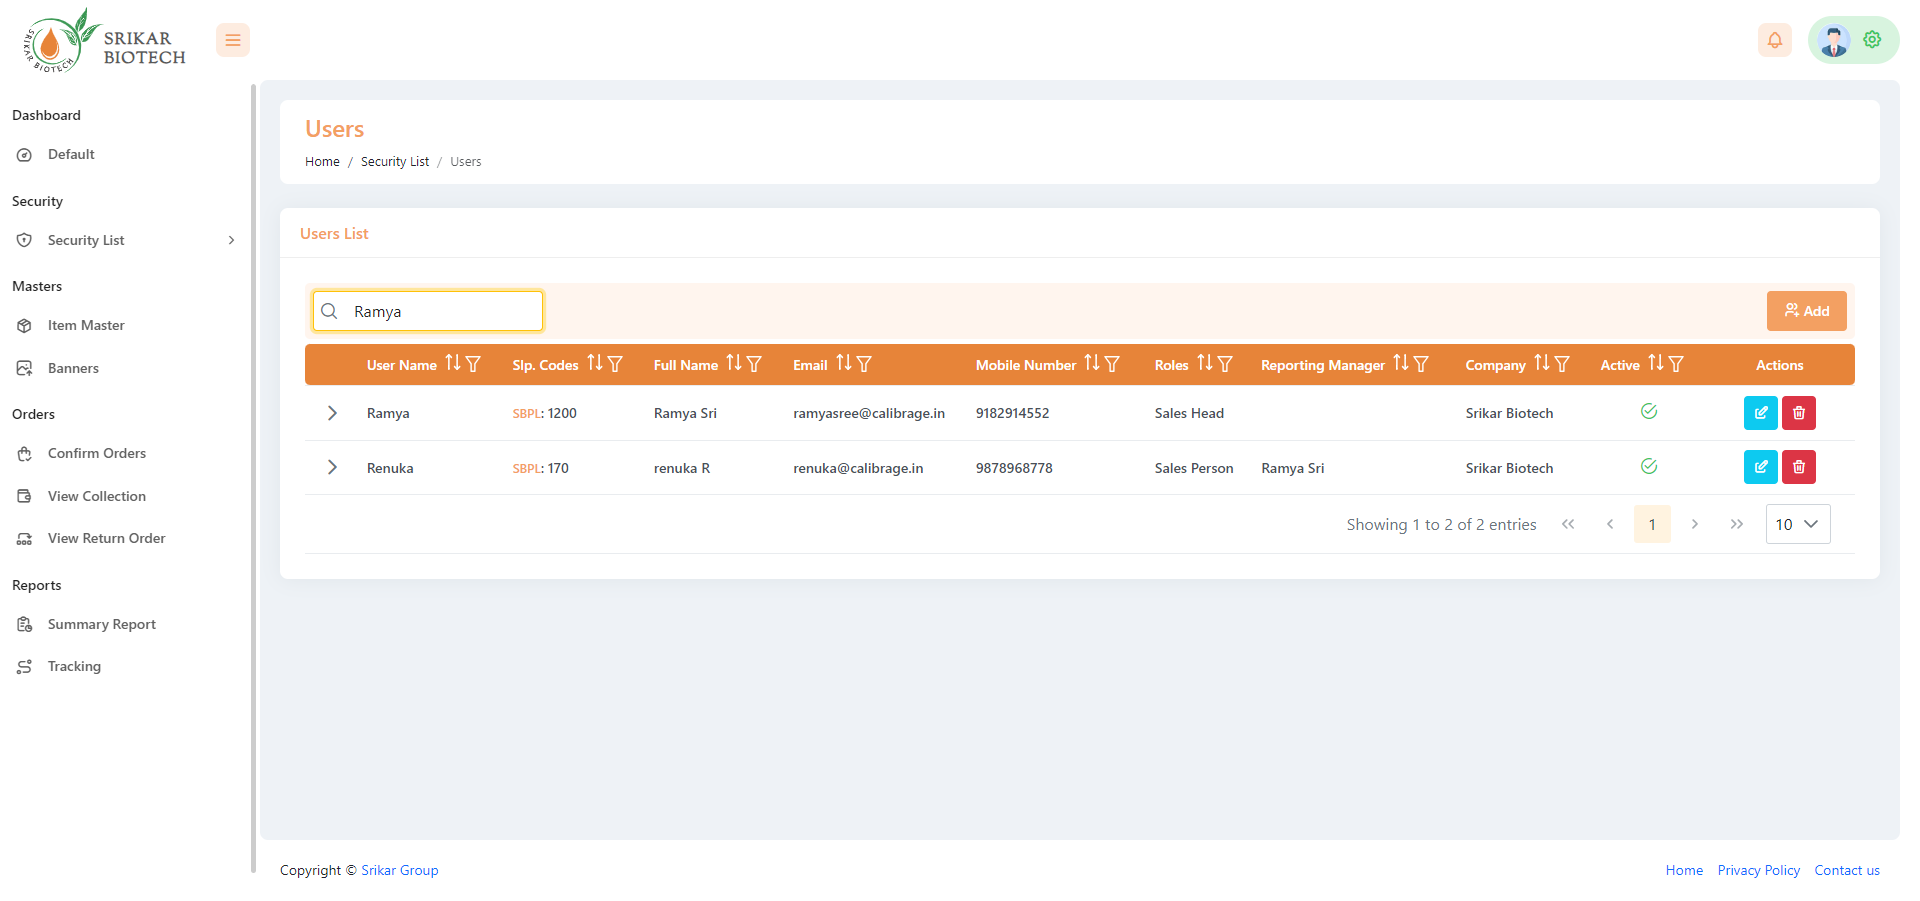 SRIKAR BIOTECH
SRIKAR
BIOTECH
Dashboard
Default
Security
Security List
Masters
Item Master
Banners
Orders
Confirm Orders
View Collection
View Return Order
Reports
Summary Report
Tracking
Users
Home / Security List / Users
Users List
Ramya
Add
User Name Slp. Codes Full Name Email Mobile Number Roles Reporting Manager Company Active Actions
Ramya SBPL: 1200 Ramya Sri ramyasree@calibrage.in 9182914552 Sales Head Srikar Biotech
Renuka SBPL: 170 renuka R renuka@calibrage.in 9878968778 Sales Person Ramya Sri Srikar Biotech
Showing 1 to 2 of 2 entries 1 10
Copyright © Srikar Group
Home Privacy Policy Contact us